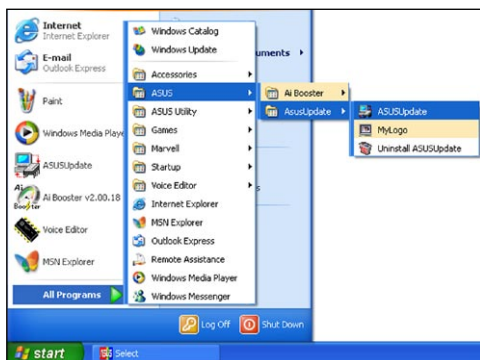 Internet
Internet Explorer
E-mail
Outlook Express
Paint
Windows Media Playe
ASUSUpdate
Ai Booster v2.00.18
Voice Editor
MSN Explorer
All Programs
Windows Catalog
Windows Update
Accessories
ASUS
ASUS Utility
Games
Marvell
Startup
Voice Editor
Internet Explorer
MSN Explorer
Outlook Express
Remote Assistance
Windows Media Player
Windows Messenger
uments
s
Ai Booster
AsusUpdate
ASUSUpdate
MyLogo
Uninstall ASUSUpdate
Log Off
Shut Down
start
Select